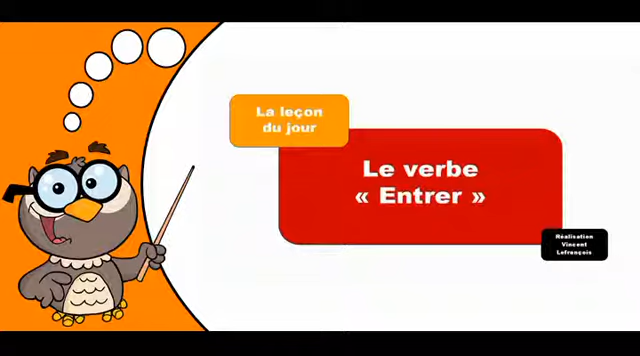 La leçon
du jour
Le verbe
« Entrer »
Réalisation
Vincent
Lefrançois